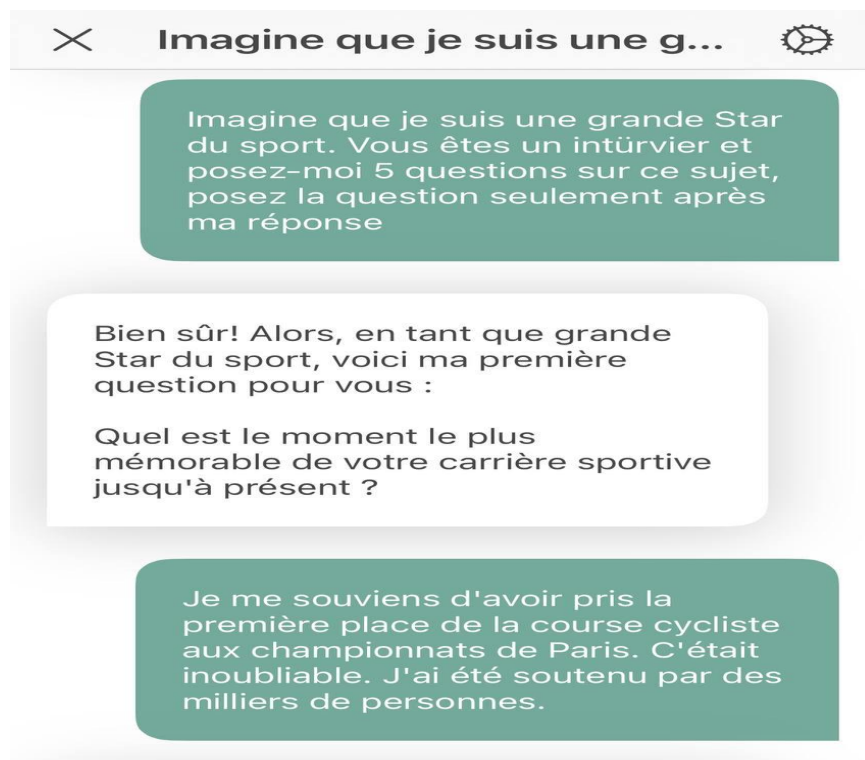 Imagine que je suis une g...
Imagine que je suis une grande Star
du sport. Vous êtes un intürvier et
posez-moi 5 questions sur ce sujet,
posez la question seulement après
ma réponse
Bien sûr! Alors, en tant que grande
Star du sport, voici ma première
question pour vous :
Quel est le moment le plus
mémorable de votre carrière sportive
jusqu'à présent ?
Je me souviens d'avoir pris la
première place de la course cycliste
aux championnats de Paris. C'était
inoubliable. J'ai été soutenu par des
milliers de personnes.